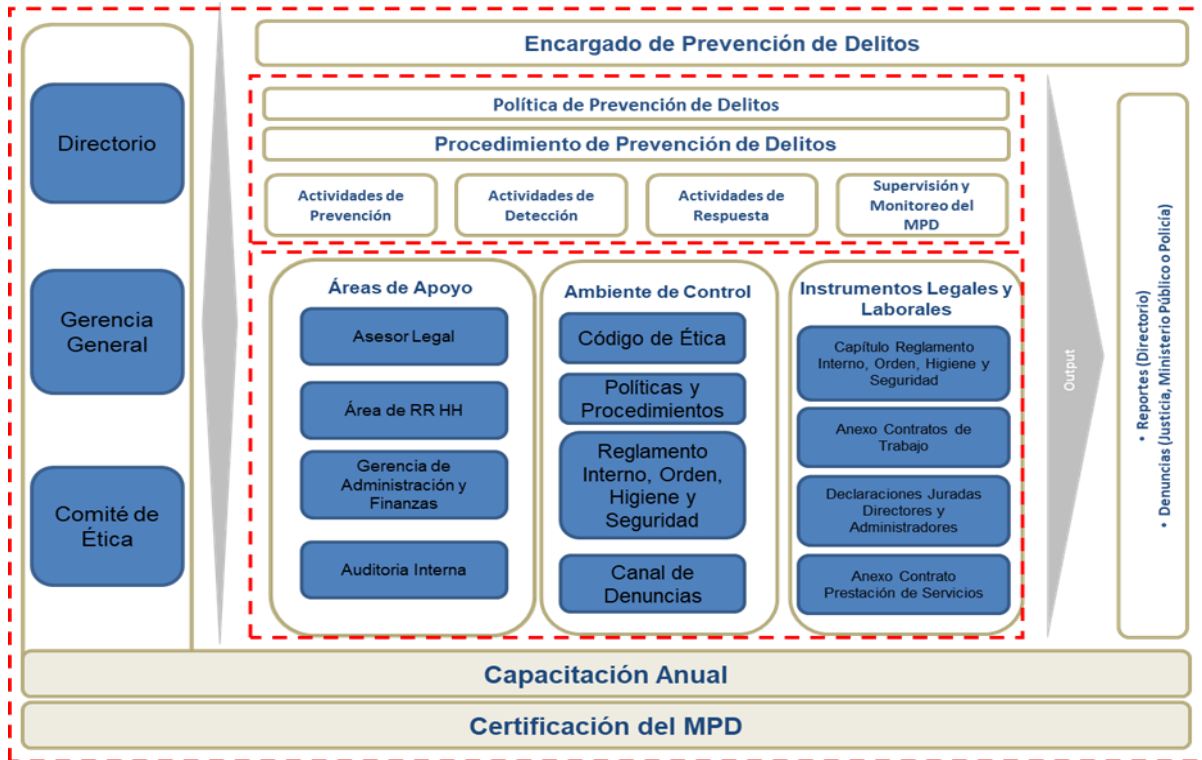 Encargado de Prevención de Delitos
Directorio
Gerencia
General
Comité de
Ética
Política de Prevención de Delitos
Procedimiento de Prevención de Delitos
Actividades de
Prevención
Actividades de
Detección
Actividades de
Respuesta
Supervisión y
Monitoreo del
MPD
Áreas de Apoyo
Asesor Legal
Área de RR HH
Gerencia de
Administración y
Finanzas
Auditoria Interna
Ambiente de Control
Código de Ética
Políticas y
Procedimientos
Reglamento
Interno, Orden,
Higiene y
Seguridad
Canal de
Denuncias
Instrumentos Legales y
Laborales
Capítulo Reglamento
Interno, Orden, Higiene y
Seguridad
Anexo Contratos de
Trabajo
Declaraciones Juradas
Directores y
Administradores
Anexo Contrato
Prestación de Servicios
Output
• Reportes (Directorio)
• Denuncias (Justicia, Ministerio Público o Policía)
Capacitación Anual
Certificación del MPD